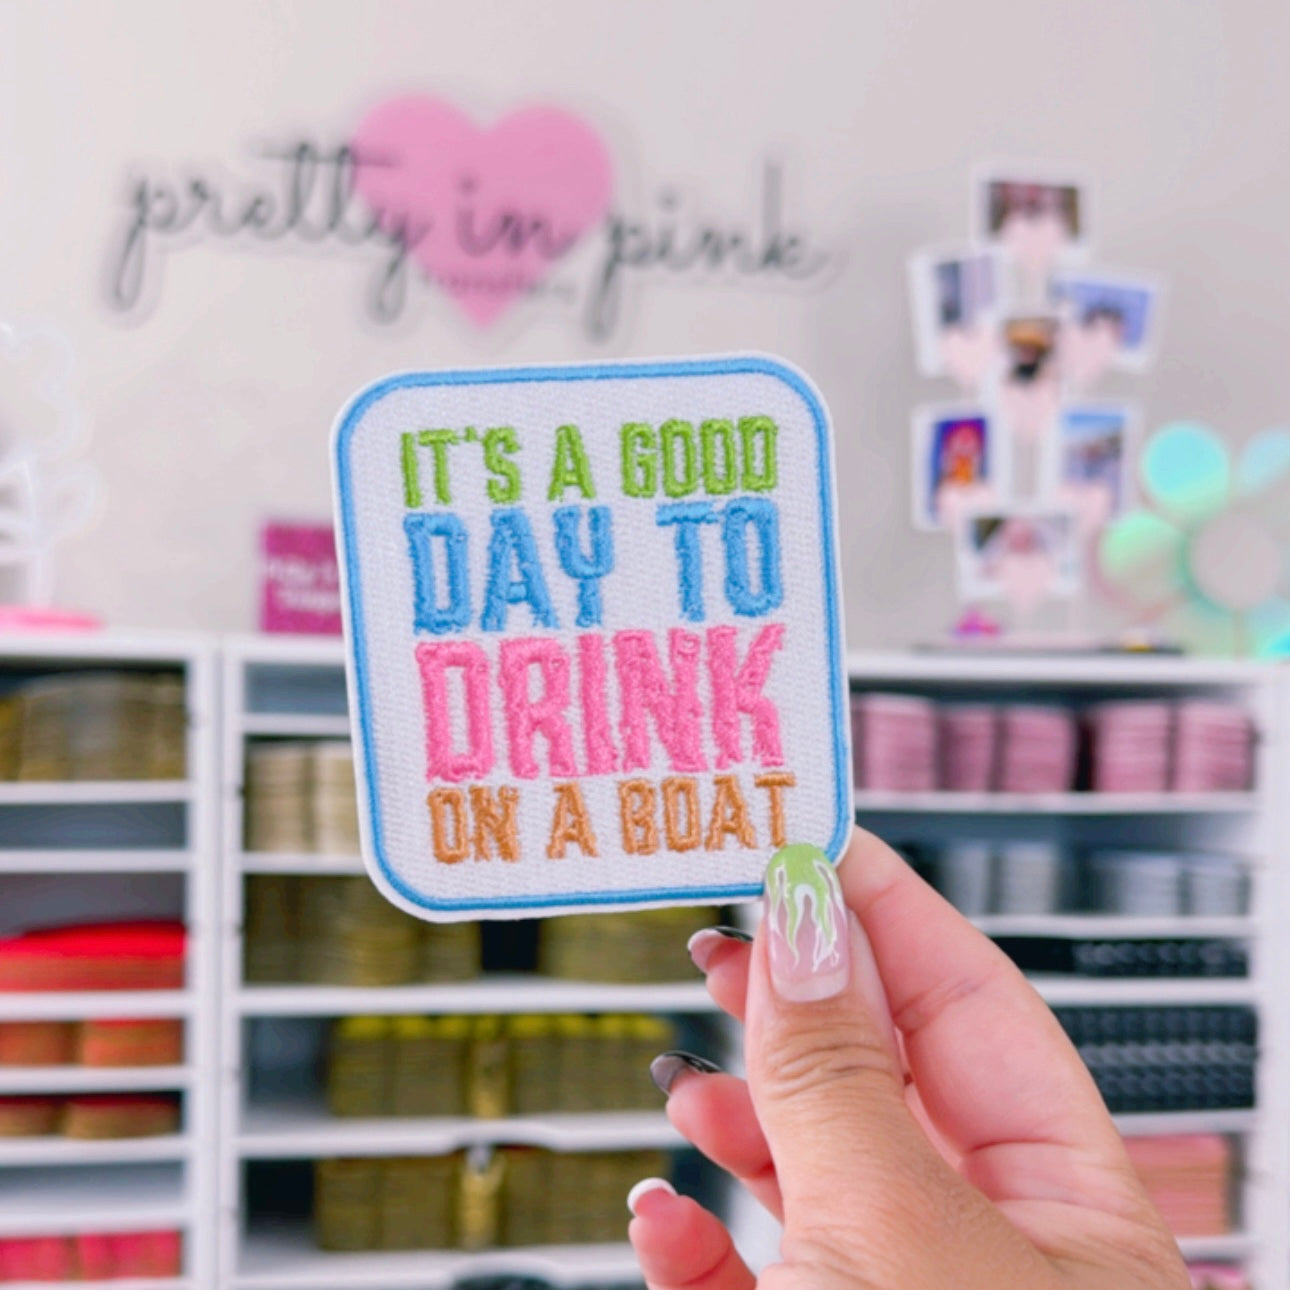 pretty in pink
IT'S A GOOD
DAY TO
DRINK
ON A BOAT